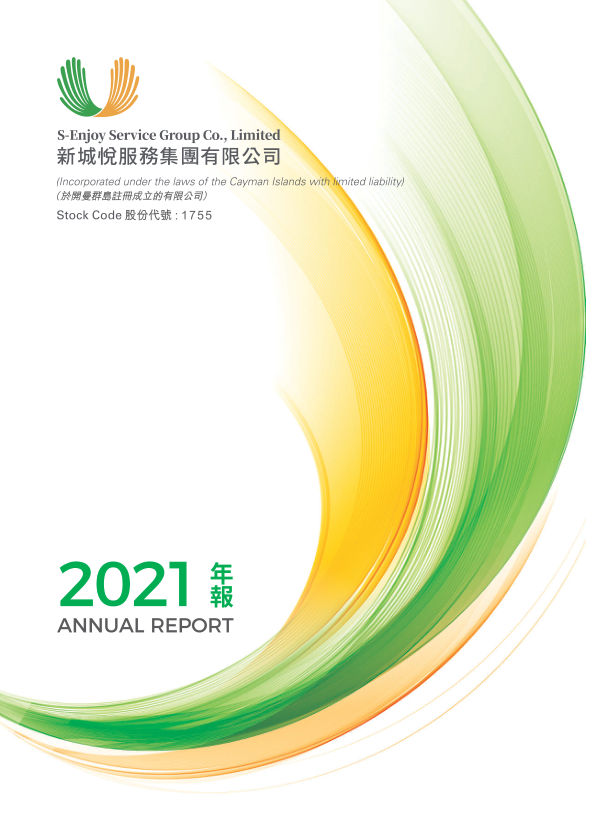 S-Enjoy Service Group Co., Limited
新城悅服務集團有限公司
(Incorporated under the laws of the Cayman Islands with limited liability)
（於開曼群島註冊成立的有限公司）
Stock Code 股份代號 : 1755
2021 年報
ANNUAL REPORT